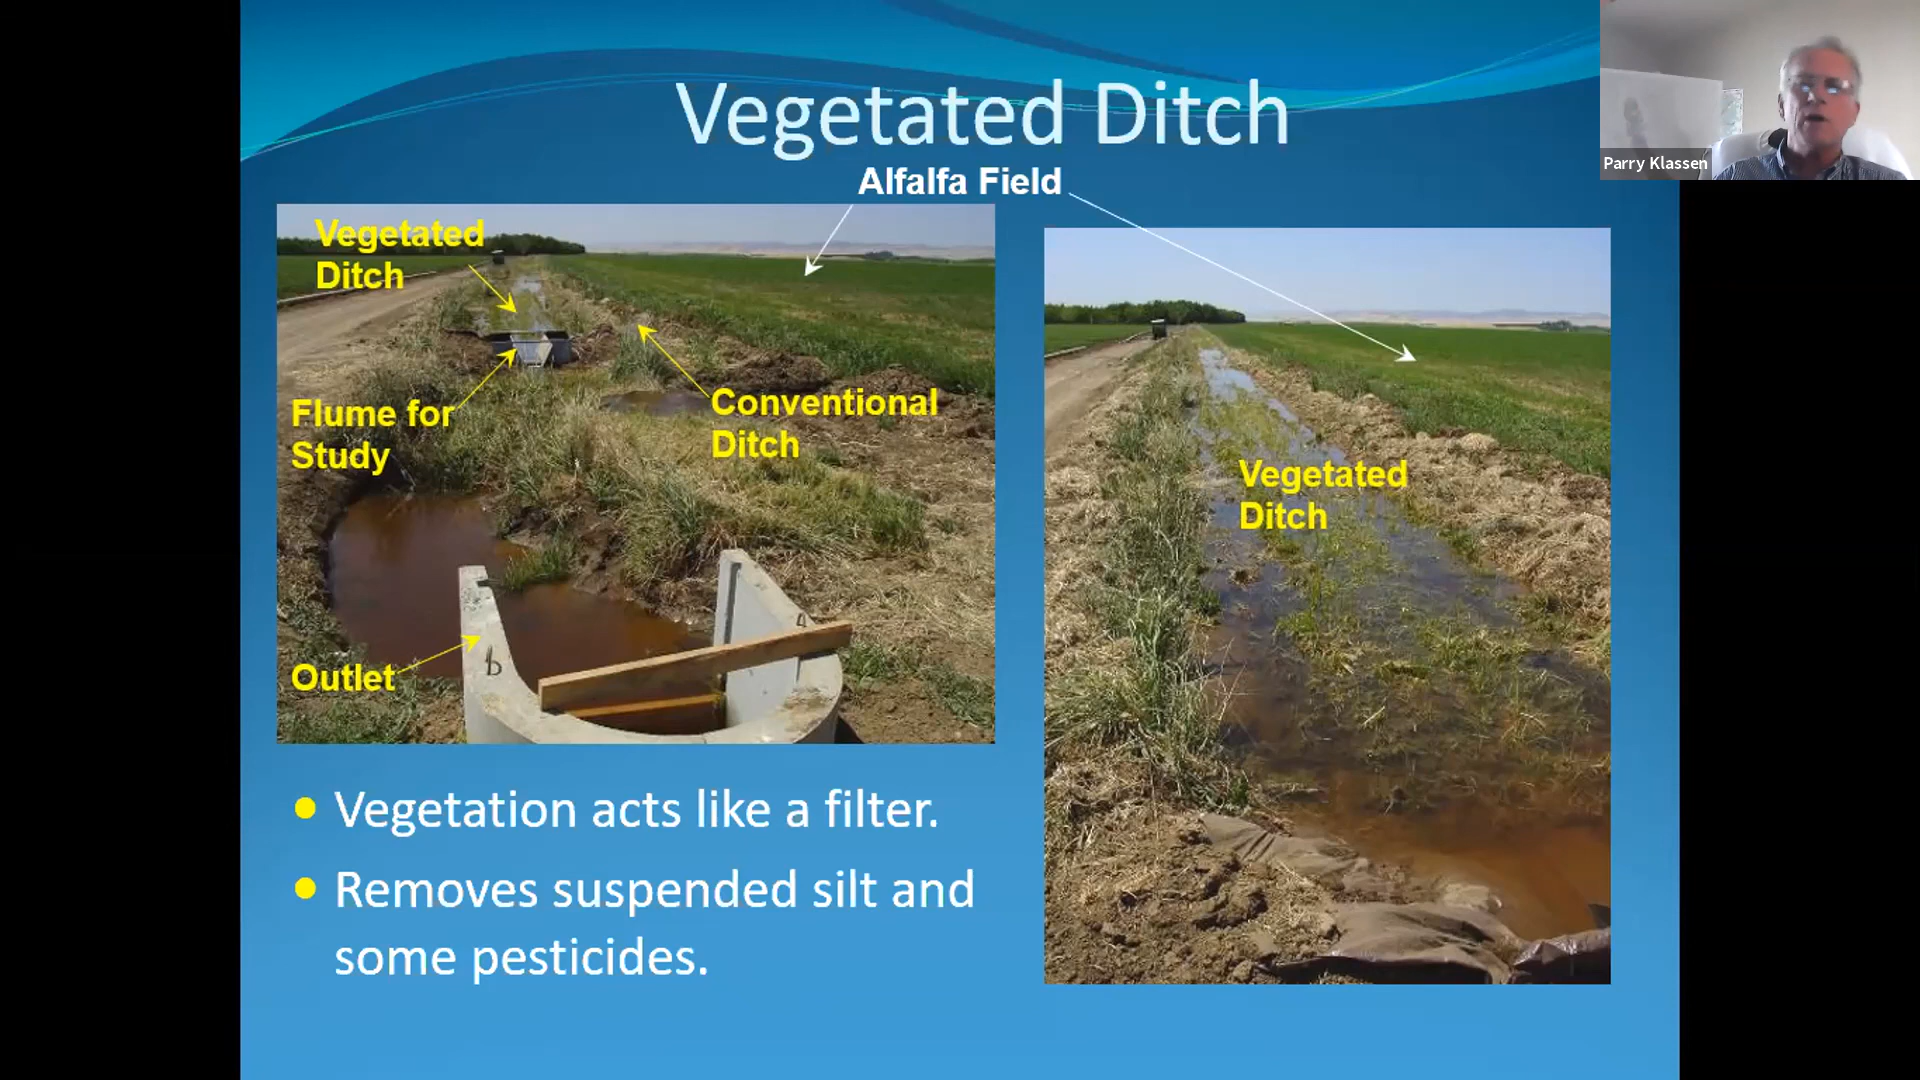 Vegetated Ditch
Alfalfa Field
Parry Klassen
Vegetated
Ditch
Flume for
Study
Conventional
Ditch
Outlet
b
a
Vegetated
Ditch
Vegetation acts like a filter.
Removes suspended silt and
some pesticides.